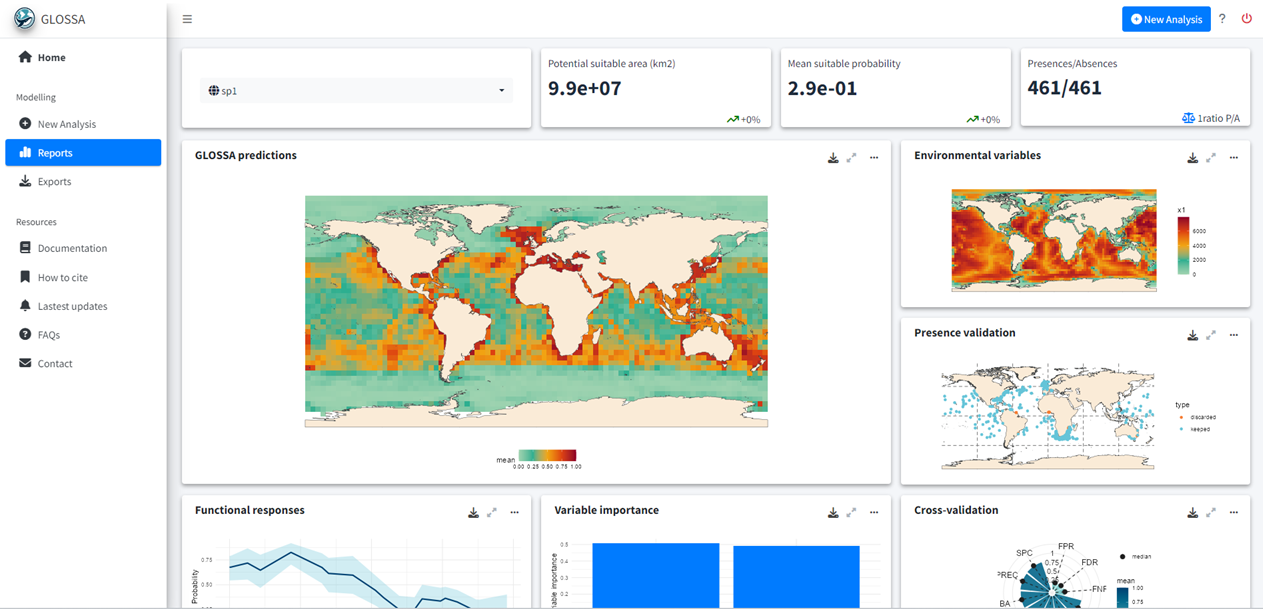 GLOSSA
New Analysis
?
Home
Modelling
New Analysis
Reports
Exports
Resources
Documentation
How to cite
Lastest updates
FAQs
Contact
sp1
Potential suitable area (km2)
9.9e+07
+0%
Mean suitable probability
2.9e-01
+0%
Presences/Absences
461/461
1ratio P/A
GLOSSA predictions
mean
0.00 0.25 0.50 0.75 1.00
Environmental variables
x1
6000
4000
2000
0
Presence validation
type
discarded
keeped
Functional responses
Probability
0.75
0.50
Variable importance
0.5
0.4
0.3
0.2
Cross-validation
FPR
SPC
FDR
1
0.75
0.5
FNF
BA
median
mean
1.00
0.75